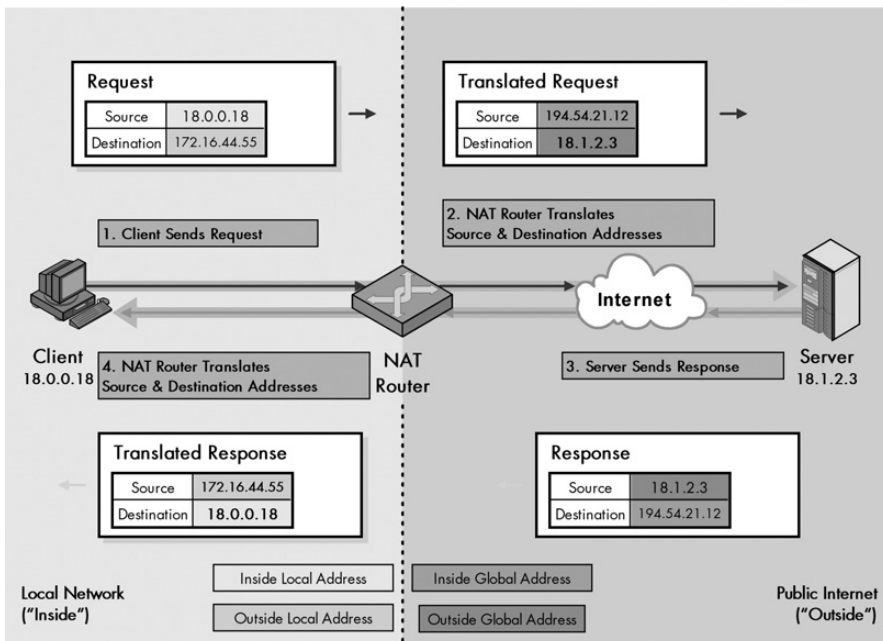 Request
Source 18.0.0.18
Destination 172.16.44.55
Translated Request
Source 194.54.21.12
Destination 18.1.2.3
1. Client Sends Request
2. NAT Router Translates
Source & Destination Addresses
Internet
Client
18.0.0.18
NAT
Router
Server
18.1.2.3
4. NAT Router Translates
Source & Destination Addresses
3. Server Sends Response
Translated Response
Source 172.16.44.55
Destination 18.0.0.18
Response
Source 18.1.2.3
Destination 194.54.21.12
Local Network
("Inside")
Inside Local Address
Inside Global Address
Outside Local Address
Outside Global Address
Public Internet
("Outside")